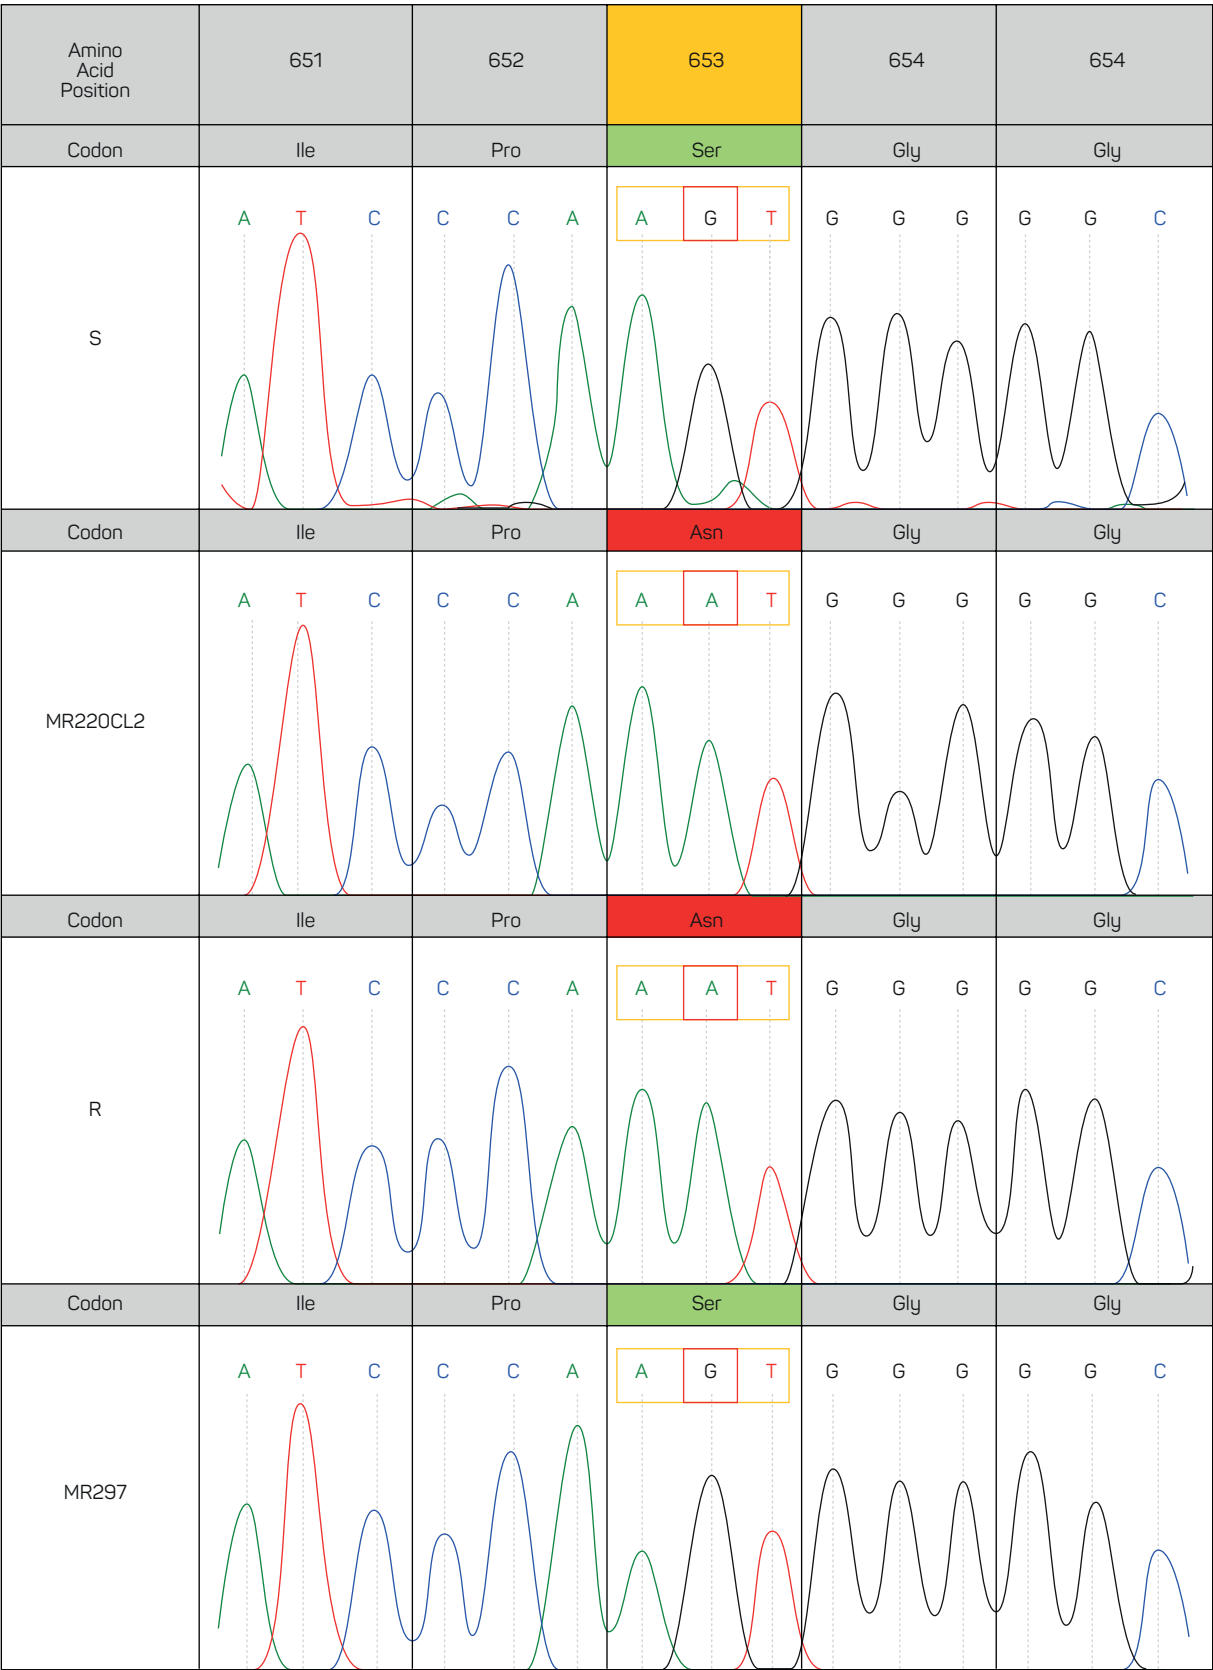 Amino
Acid
Position
651 652 653 654 654
Codon Ile Pro Ser Gly Gly
A T C C C A A G T G G G G G C
S
Codon Ile Pro Asn Gly Gly
A T C C C A A A T G G G G G C
MR220CL2
Codon Ile Pro Asn Gly Gly
A T C C C A A A T G G G G G C
R
Codon Ile Pro Ser Gly Gly
A T C C C A A G T G G G G G C
MR297